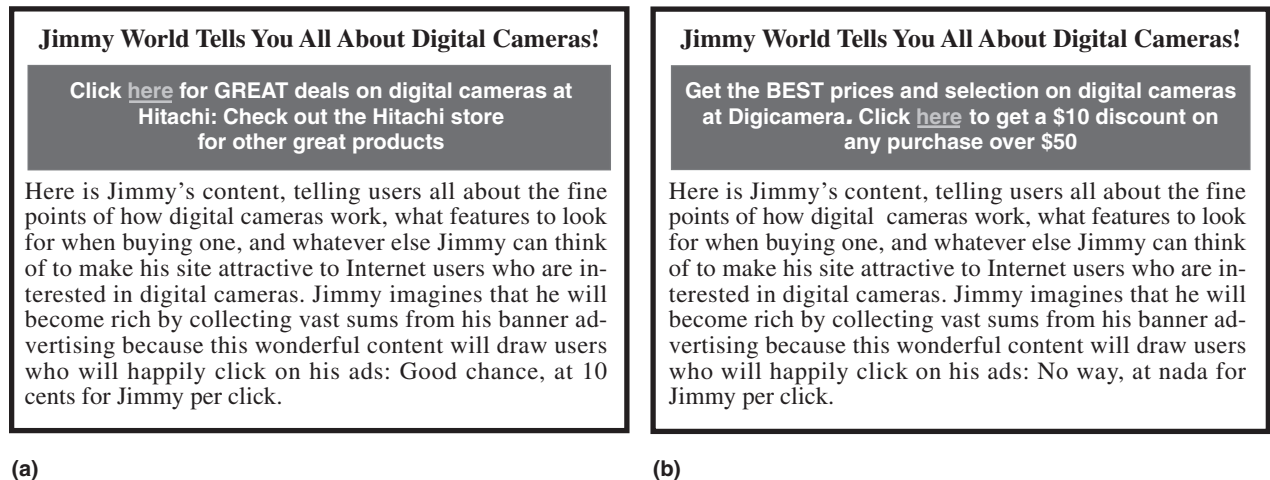 Jimmy World Tells You All About Digital Cameras!
Click here for GREAT deals on digital cameras at
Hitachi: Check out the Hitachi store
for other great products
Here is Jimmy’s content, telling users all about the fine
points of how digital cameras work, what features to look
for when buying one, and whatever else Jimmy can think
of to make his site attractive to Internet users who are in-
terested in digital cameras. Jimmy imagines that he will
become rich by collecting vast sums from his banner ad-
vertising because this wonderful content will draw users
who will happily click on his ads: Good chance, at 10
cents for Jimmy per click.
(a)
Jimmy World Tells You All About Digital Cameras!
Get the BEST prices and selection on digital cameras
at Digicamera. Click here to get a $10 discount on
any purchase over $50
Here is Jimmy’s content, telling users all about the fine
points of how digital cameras work, what features to look
for when buying one, and whatever else Jimmy can think
of to make his site attractive to Internet users who are in-
terested in digital cameras. Jimmy imagines that he will
become rich by collecting vast sums from his banner ad-
vertising because this wonderful content will draw users
who will happily click on his ads: No way, at nada for
Jimmy per click.
(b)